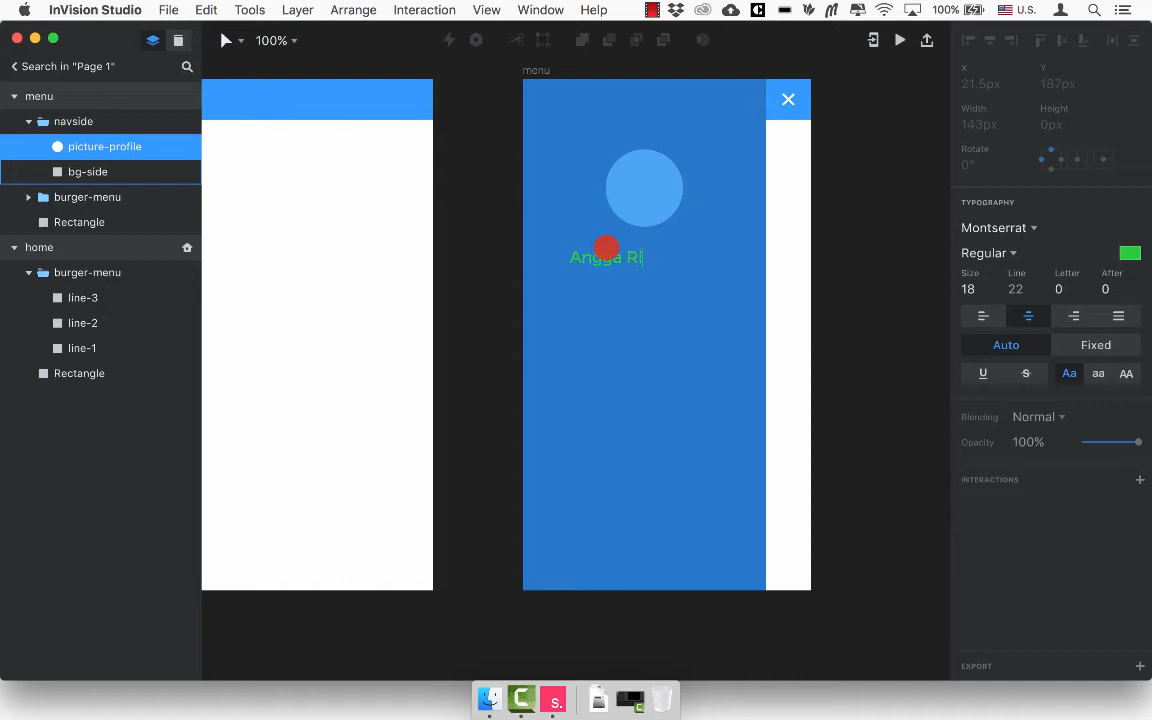 InVision Studio File Edit Tools Layer Arrange Interaction View Window Help 100% U.S.
100%
Search in "Page 1"
menu
navside
picture-profile
bg-side
burger-menu
Rectangle
home
burger-menu
line-3
line-2
line-1
Rectangle
menu
Angga Ri
X Y
21.5px 187px
Width Height
143px 0px
Rotate
0°
TYPOGRAPHY
Montserrat
Regular
Size Line Letter After
18 22 0 0
Auto Fixed
U S Aa aa AA
Blending Normal
Opacity 100%
INTERACTIONS
EXPORT
C s. C